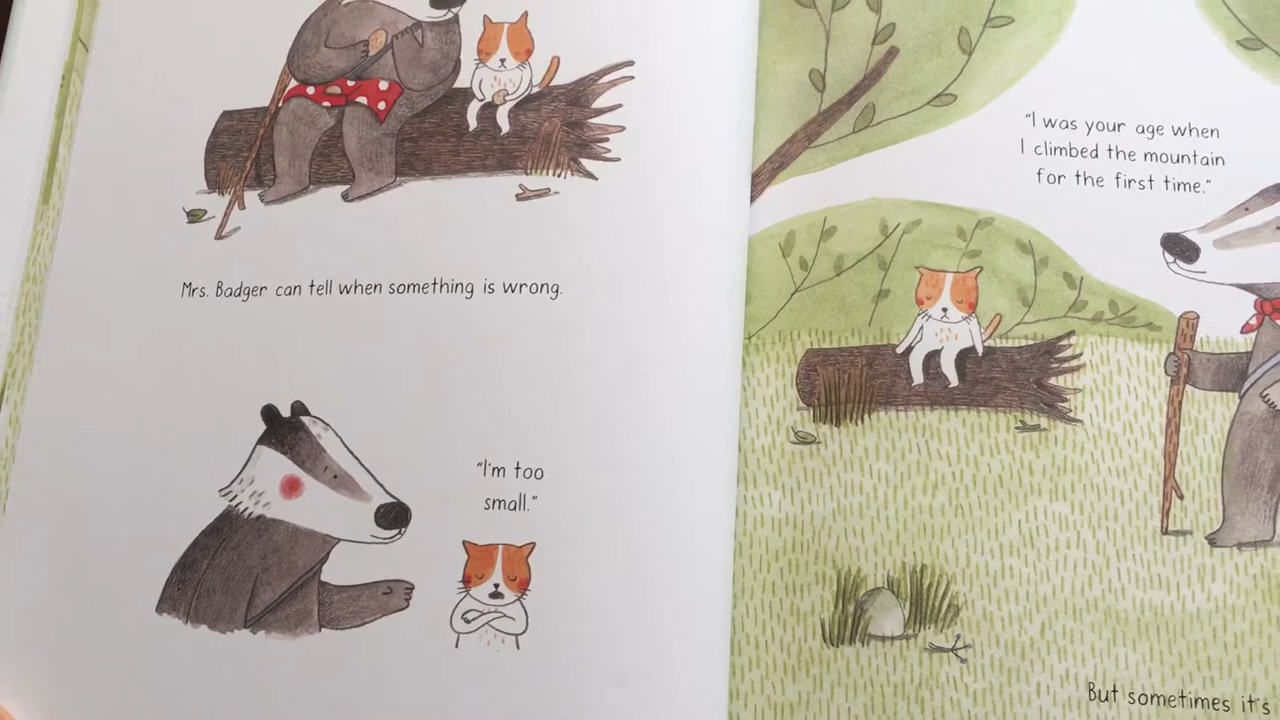 Mrs. Badger can tell when something is wrong.
"I'm too
small."
"I was your age when
I climbed the mountain
for the first time."
But sometimes it's